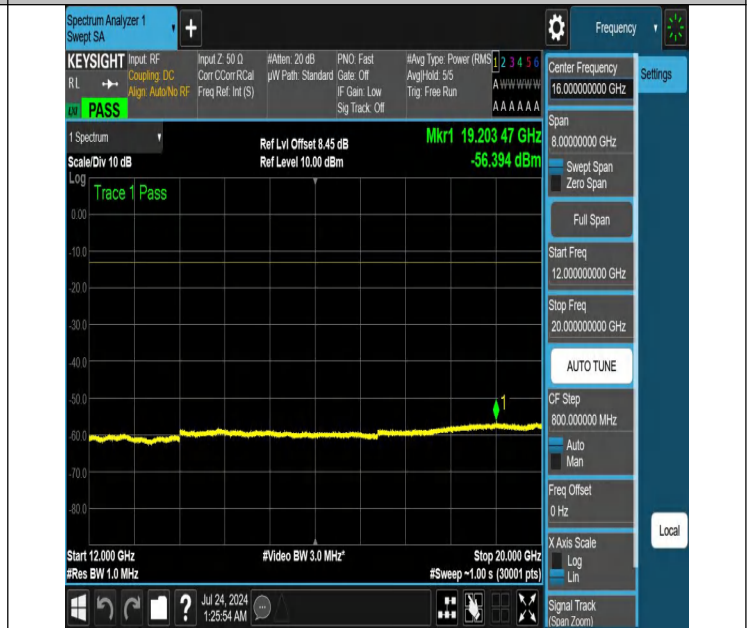 Spectrum Analyzer 1
Swept SA
+
Frequency
KEYSIGHT
RL
PASS
Input: RF
Coupling: DC
Align: Auto/No RF
Input Z: 50 Ω
Corr CCorr RCal
Freq Ref: Int (S)
#Atten: 20 dB
µW Path: Standard
PNO: Fast
Gate: Off
IF Gain: Low
Sig Track: Off
#Avg Type: Power (RMS
Avg|Hold: 5/5
Trig: Free Run
1 2 3 4 5 6
A W W W W W
A A A A A A
Center Frequency
16.000000000 GHz
Settings
Span
8.00000000 GHz
Swept Span
Zero Span
Full Span
Start Freq
12.000000000 GHz
Stop Freq
20.000000000 GHz
AUTO TUNE
CF Step
800.000000 MHz
Auto
Man
Freq Offset
0 Hz
X Axis Scale
Log
Lin
Local
Signal Track
(Span Zoom)
1 Spectrum
Scale/Div 10 dB
Ref Lvl Offset 8.45 dB
Ref Level 10.00 dBm
Mkr1 19.203 47 GHz
-56.394 dBm
Log
Trace 1 Pass
0.00
-10.0
-20.0
-30.0
-40.0
-50.0
-60.0
-70.0
-80.0
1
Start 12.000 GHz
#Res BW 1.0 MHz
#Video BW 3.0 MHz*
Stop 20.000 GHz
#Sweep ~1.00 s (30001 pts)
?
Jul 24, 2024
1:25:54 AM